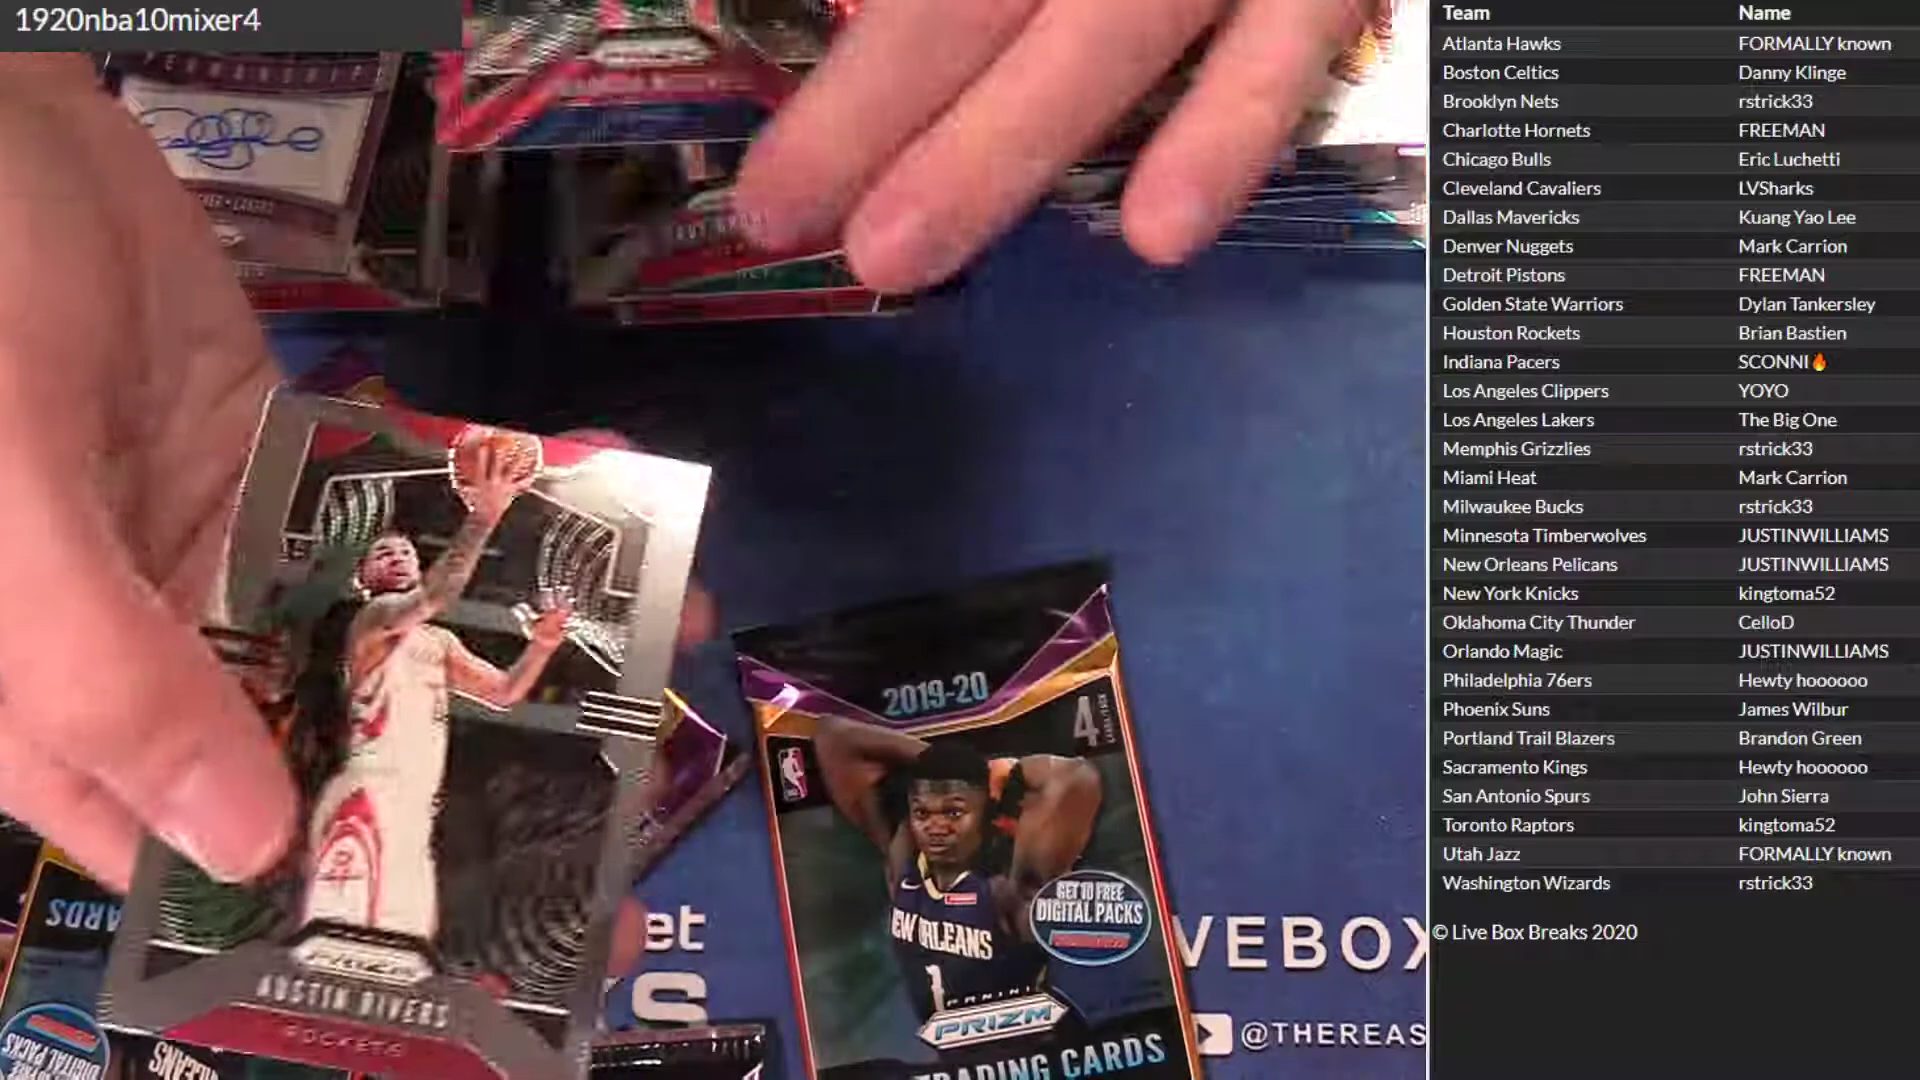 1920nba10mixer4
PENMANSHIP
AUSTIN RIVERS
ROCKETS
2019-20
4
GET 10 FREE
DIGITAL PACKS
NEW ORLEANS
1
PANINI
PRIZM
TRADING CARDS
PRIZM
et
VEBOX
@THEREAS
Team Name
Atlanta Hawks FORMALLY known
Boston Celtics Danny Klinge
Brooklyn Nets rstrick33
Charlotte Hornets FREEMAN
Chicago Bulls Eric Luchetti
Cleveland Cavaliers LVSharks
Dallas Mavericks Kuang Yao Lee
Denver Nuggets Mark Carrion
Detroit Pistons FREEMAN
Golden State Warriors Dylan Tankersley
Houston Rockets Brian Bastien
Indiana Pacers SCONNI🔥
Los Angeles Clippers YOYO
Los Angeles Lakers The Big One
Memphis Grizzlies rstrick33
Miami Heat Mark Carrion
Milwaukee Bucks rstrick33
Minnesota Timberwolves JUSTINWILLIAMS
New Orleans Pelicans JUSTINWILLIAMS
New York Knicks kingtoma52
Oklahoma City Thunder CelloD
Orlando Magic JUSTINWILLIAMS
Philadelphia 76ers Hewty hoooooo
Phoenix Suns James Wilbur
Portland Trail Blazers Brandon Green
Sacramento Kings Hewty hoooooo
San Antonio Spurs John Sierra
Toronto Raptors kingtoma52
Utah Jazz FORMALLY known
Washington Wizards rstrick33
© Live Box Breaks 2020